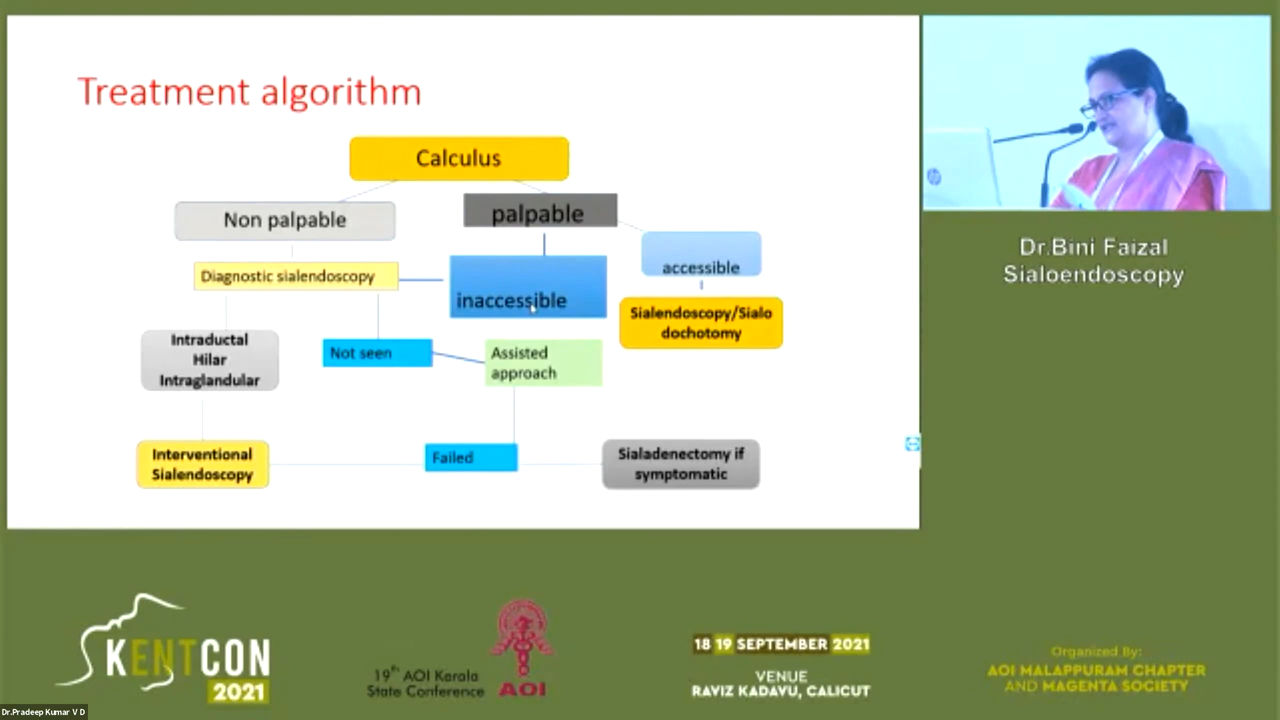 Treatment algorithm
Calculus
Non palpable
palpable
Diagnostic sialendoscopy
inaccessible
accessible
Sialendoscopy/Sialo
dochotomy
Intraductal
Hilar
Intraglandular
Not seen
Assisted
approach
Interventional
Sialendoscopy
Failed
Sialadenectomy if
symptomatic
Dr.Bini Faizal
Sialoendoscopy
KENTCON
2021
19th AOI Kerala
State Conference
AOI
18 19 SEPTEMBER 2021
VENUE
RAVIZ KADAVU, CALICUT
Organized By:
AOI MALAPPURAM CHAPTER
AND MAGENTA SOCIETY
Dr.Pradeep Kumar V D
hp